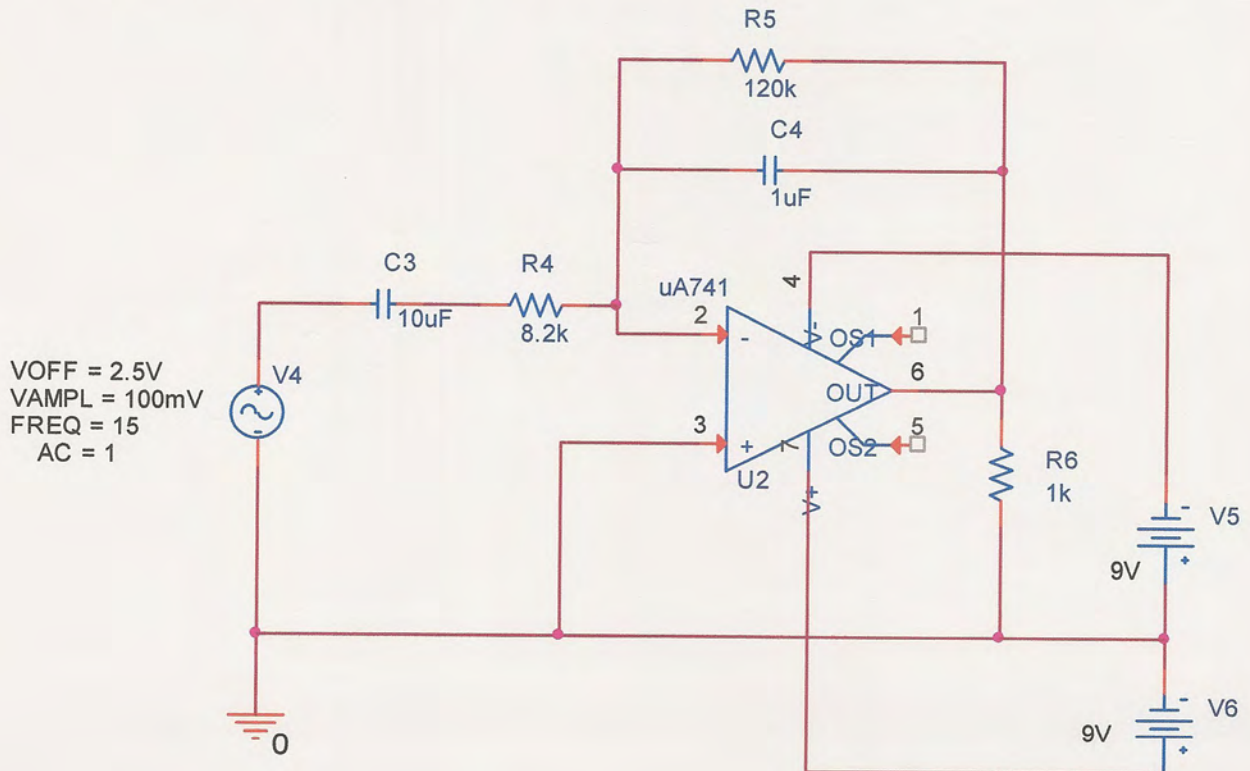 R5
120k
C4
1uF
C3
10uF
R4
8.2k
uA741
4
V-
2
-
OS1
1
6
OUT
3
+
7
V+
OS2
5
U2
VOFF = 2.5V
VAMPL = 100mV
FREQ = 15
AC = 1
V4
+
-
R6
1k
-
V5
9V
+
-
V6
9V
+
0